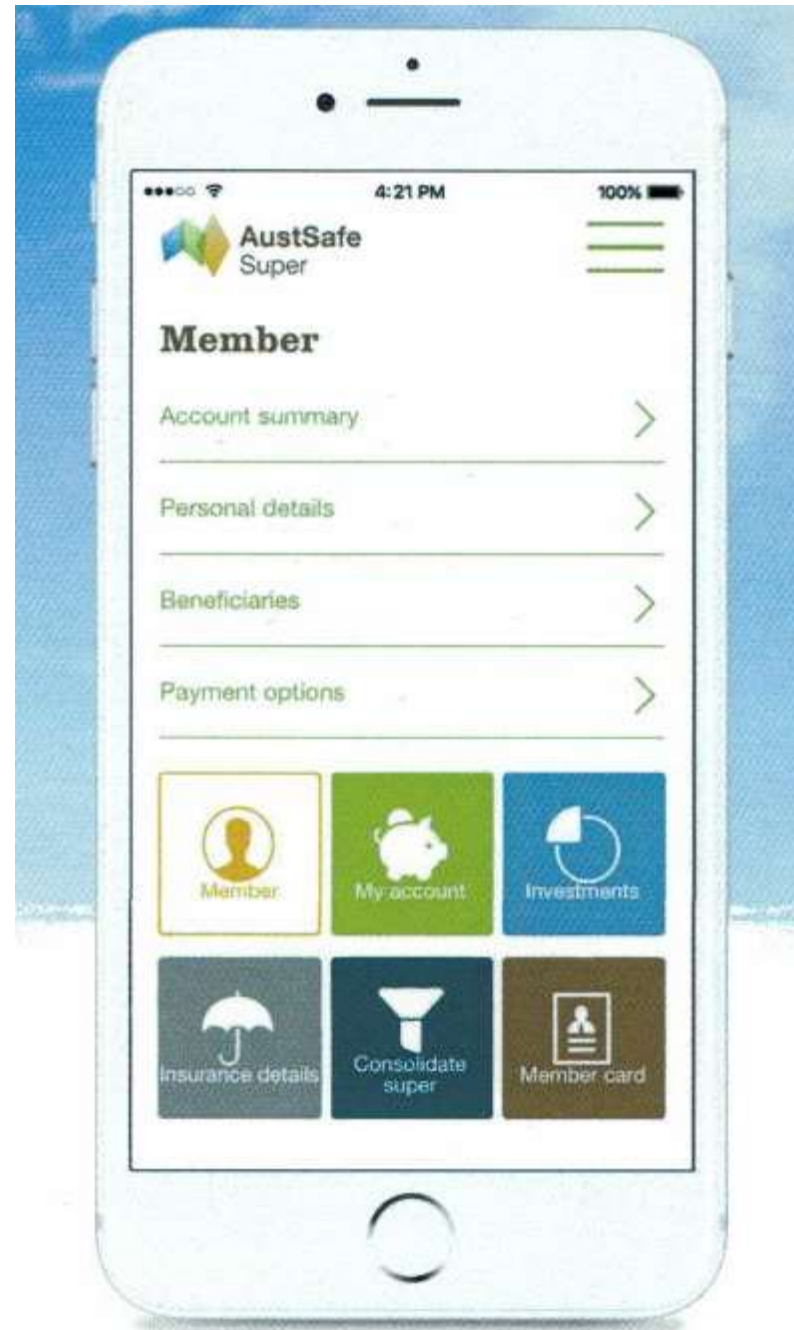 4:21 PM
100%
AustSafe
Super
Member
Account summary
Personal details
Beneficiaries
Payment options
Member
My account
Investments
Insurance details
Consolidate
super
Member card